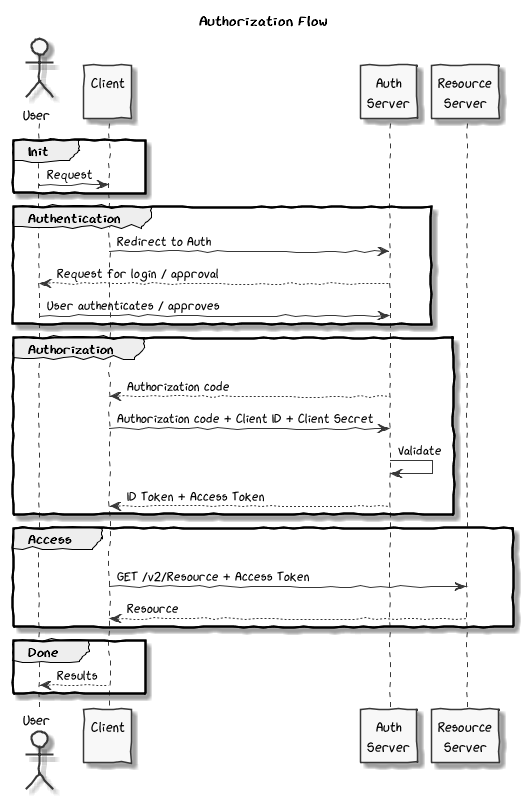 Authorization Flow
User
Client
Auth
Server
Resource
Server
Init
Request
Authentication
Redirect to Auth
Request for login / approval
User authenticates / approves
Authorization
Authorization code
Authorization code + Client ID + Client Secret
Validate
ID Token + Access Token
Access
GET /v2/Resource + Access Token
Resource
Done
Results
User
Client
Auth
Server
Resource
Server